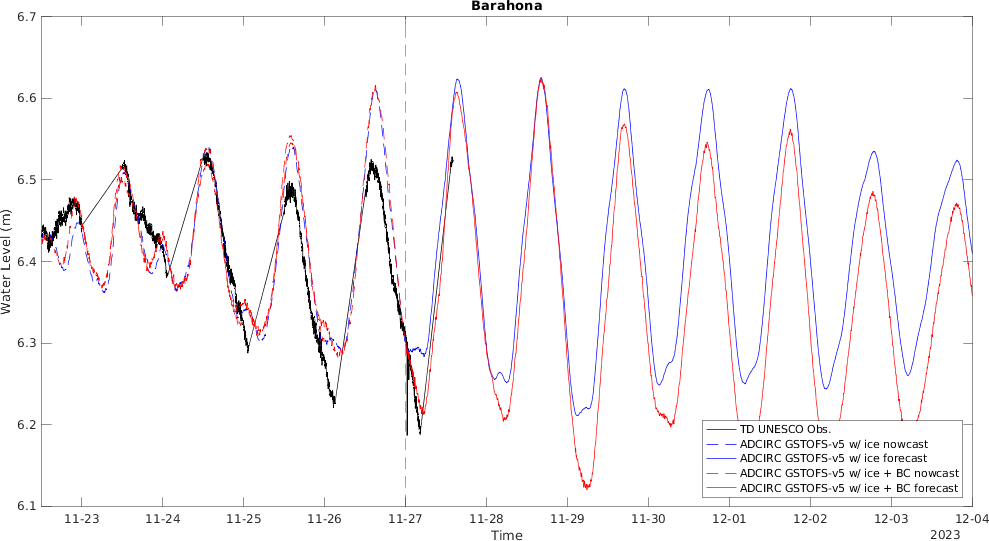 Barahona
6.7
6.6
6.5
6.4
6.3
6.2
6.1
Water Level (m)
TD UNESCO Obs.
ADCIRC GSTOFS-v5 w/ ice nowcast
ADCIRC GSTOFS-v5 w/ ice forecast
ADCIRC GSTOFS-v5 w/ ice + BC nowcast
ADCIRC GSTOFS-v5 w/ ice + BC forecast
11-23 11-24 11-25 11-26 11-27 11-28 11-29 11-30 12-01 12-02 12-03 12-04
Time
2023